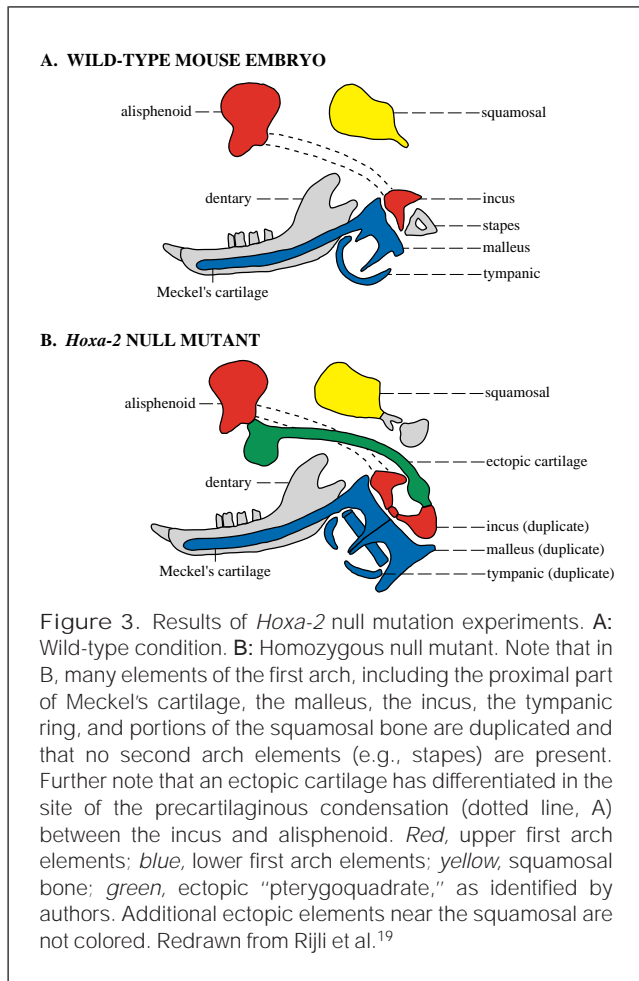 A. WILD-TYPE MOUSE EMBRYO
alisphenoid
squamosal
dentary
incus
stapes
malleus
tympanic
Meckel's cartilage
B. Hoxa-2 NULL MUTANT
squamosal
alisphenoid
ectopic cartilage
dentary
incus (duplicate)
malleus (duplicate)
Meckel's cartilage
tympanic (duplicate)
Figure 3. Results of Hoxa-2 null mutation experiments. A:
Wild-type condition. B: Homozygous null mutant. Note that in
B, many elements of the first arch, including the proximal part
of Meckel's cartilage, the malleus, the incus, the tympanic
ring, and portions of the squamosal bone are duplicated and
that no second arch elements (e.g., stapes) are present.
Further note that an ectopic cartilage has differentiated in the
site of the precartilaginous condensation (dotted line, A)
between the incus and alisphenoid. Red, upper first arch
elements; blue, lower first arch elements; yellow, squamosal
bone; green, ectopic "pterygoquadrate," as identified by
authors. Additional ectopic elements near the squamosal are
not colored. Redrawn from Rijli et al.19